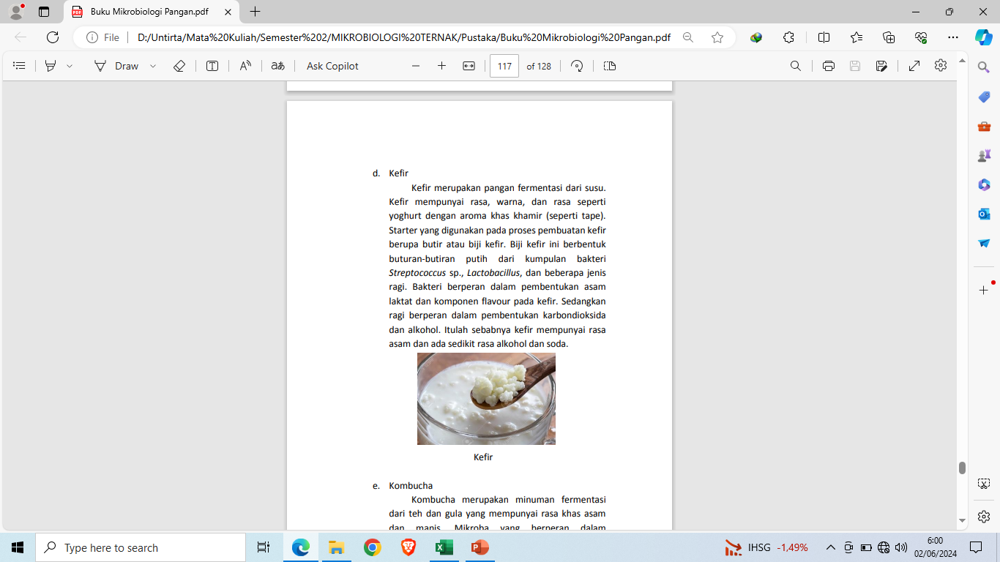 Buku Mikrobiologi Pangan.pdf
File
D:/Untirta/Mata%20Kuliah/Semester%202/MIKROBIOLOGI%20TERNAK/Pustaka/Buku%20Mikrobiologi%20Pangan.pdf
Draw
Ask Copilot
117 of 128
d. Kefir
Kefir merupakan pangan fermentasi dari susu.
Kefir mempunyai rasa, warna, dan rasa seperti
yoghurt dengan aroma khas khamir (seperti tape).
Starter yang digunakan pada proses pembuatan kefir
berupa butir atau biji kefir. Biji kefir ini berbentuk
buturan-butiran putih dari kumpulan bakteri
Streptococcus sp., Lactobacillus, dan beberapa jenis
ragi. Bakteri berperan dalam pembentukan asam
laktat dan komponen flavour pada kefir. Sedangkan
ragi berperan dalam pembentukan karbondioksida
dan alkohol. Itulah sebabnya kefir mempunyai rasa
asam dan ada sedikit rasa alkohol dan soda.
Kefir
e. Kombucha
Kombucha merupakan minuman fermentasi
dari teh dan gula yang mempunyai rasa khas asam
dan manis. Mikroba yang berperan dalam
Type here to search
IHSG -1,49%
6:00
02/06/2024